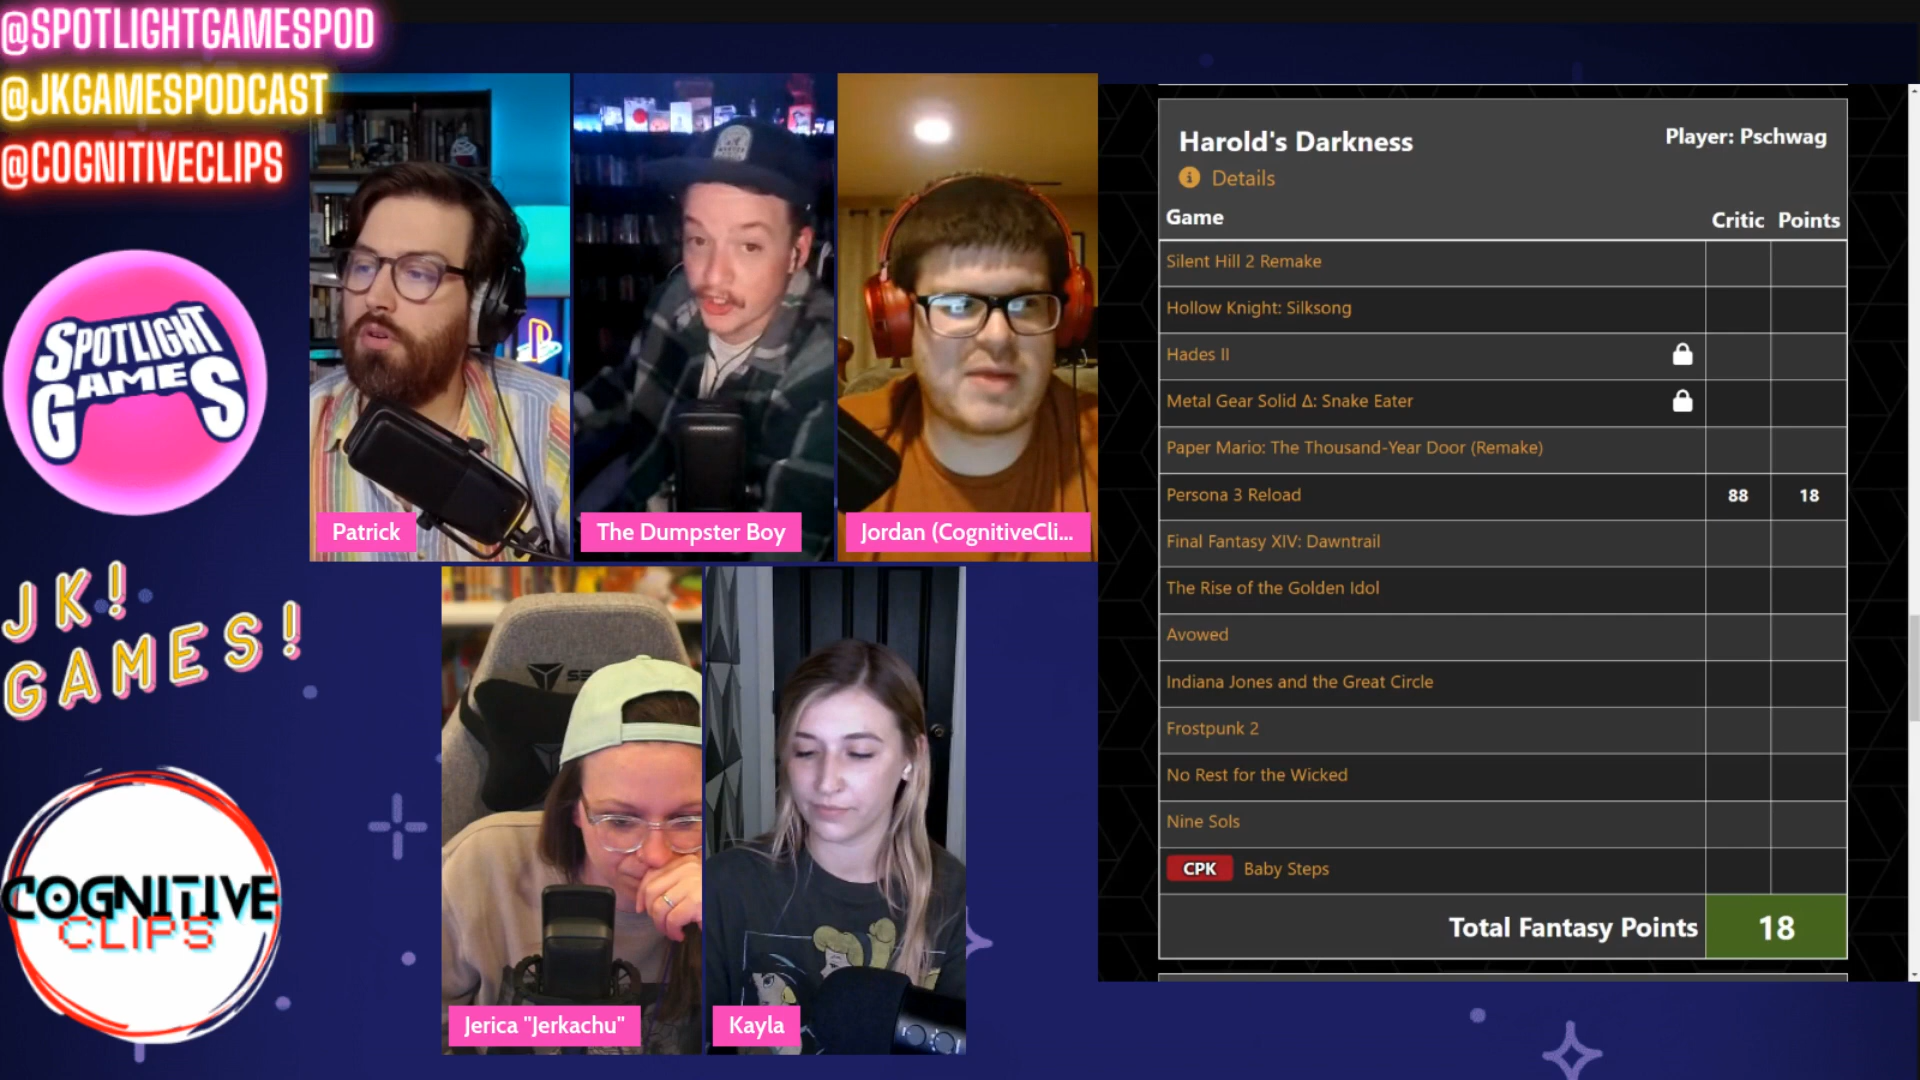 @SPOTLIGHTGAMESPOD
@JKGAMESPODCAST
@COGNITIVECLIPS
SPOTLIGHT
GAMES
JK!
GAMES!
COGNITIVE
CLIPS
Patrick
The Dumpster Boy
Jordan (CognitiveCli...
Jerica "Jerkachu"
Kayla
Harold's Darkness
Player: Pschwag
Details
Game Critic Points
Silent Hill 2 Remake
Hollow Knight: Silksong
Hades II
Metal Gear Solid Δ: Snake Eater
Paper Mario: The Thousand-Year Door (Remake)
Persona 3 Reload 88 18
Final Fantasy XIV: Dawntrail
The Rise of the Golden Idol
Avowed
Indiana Jones and the Great Circle
Frostpunk 2
No Rest for the Wicked
Nine Sols
CPK Baby Steps
Total Fantasy Points 18